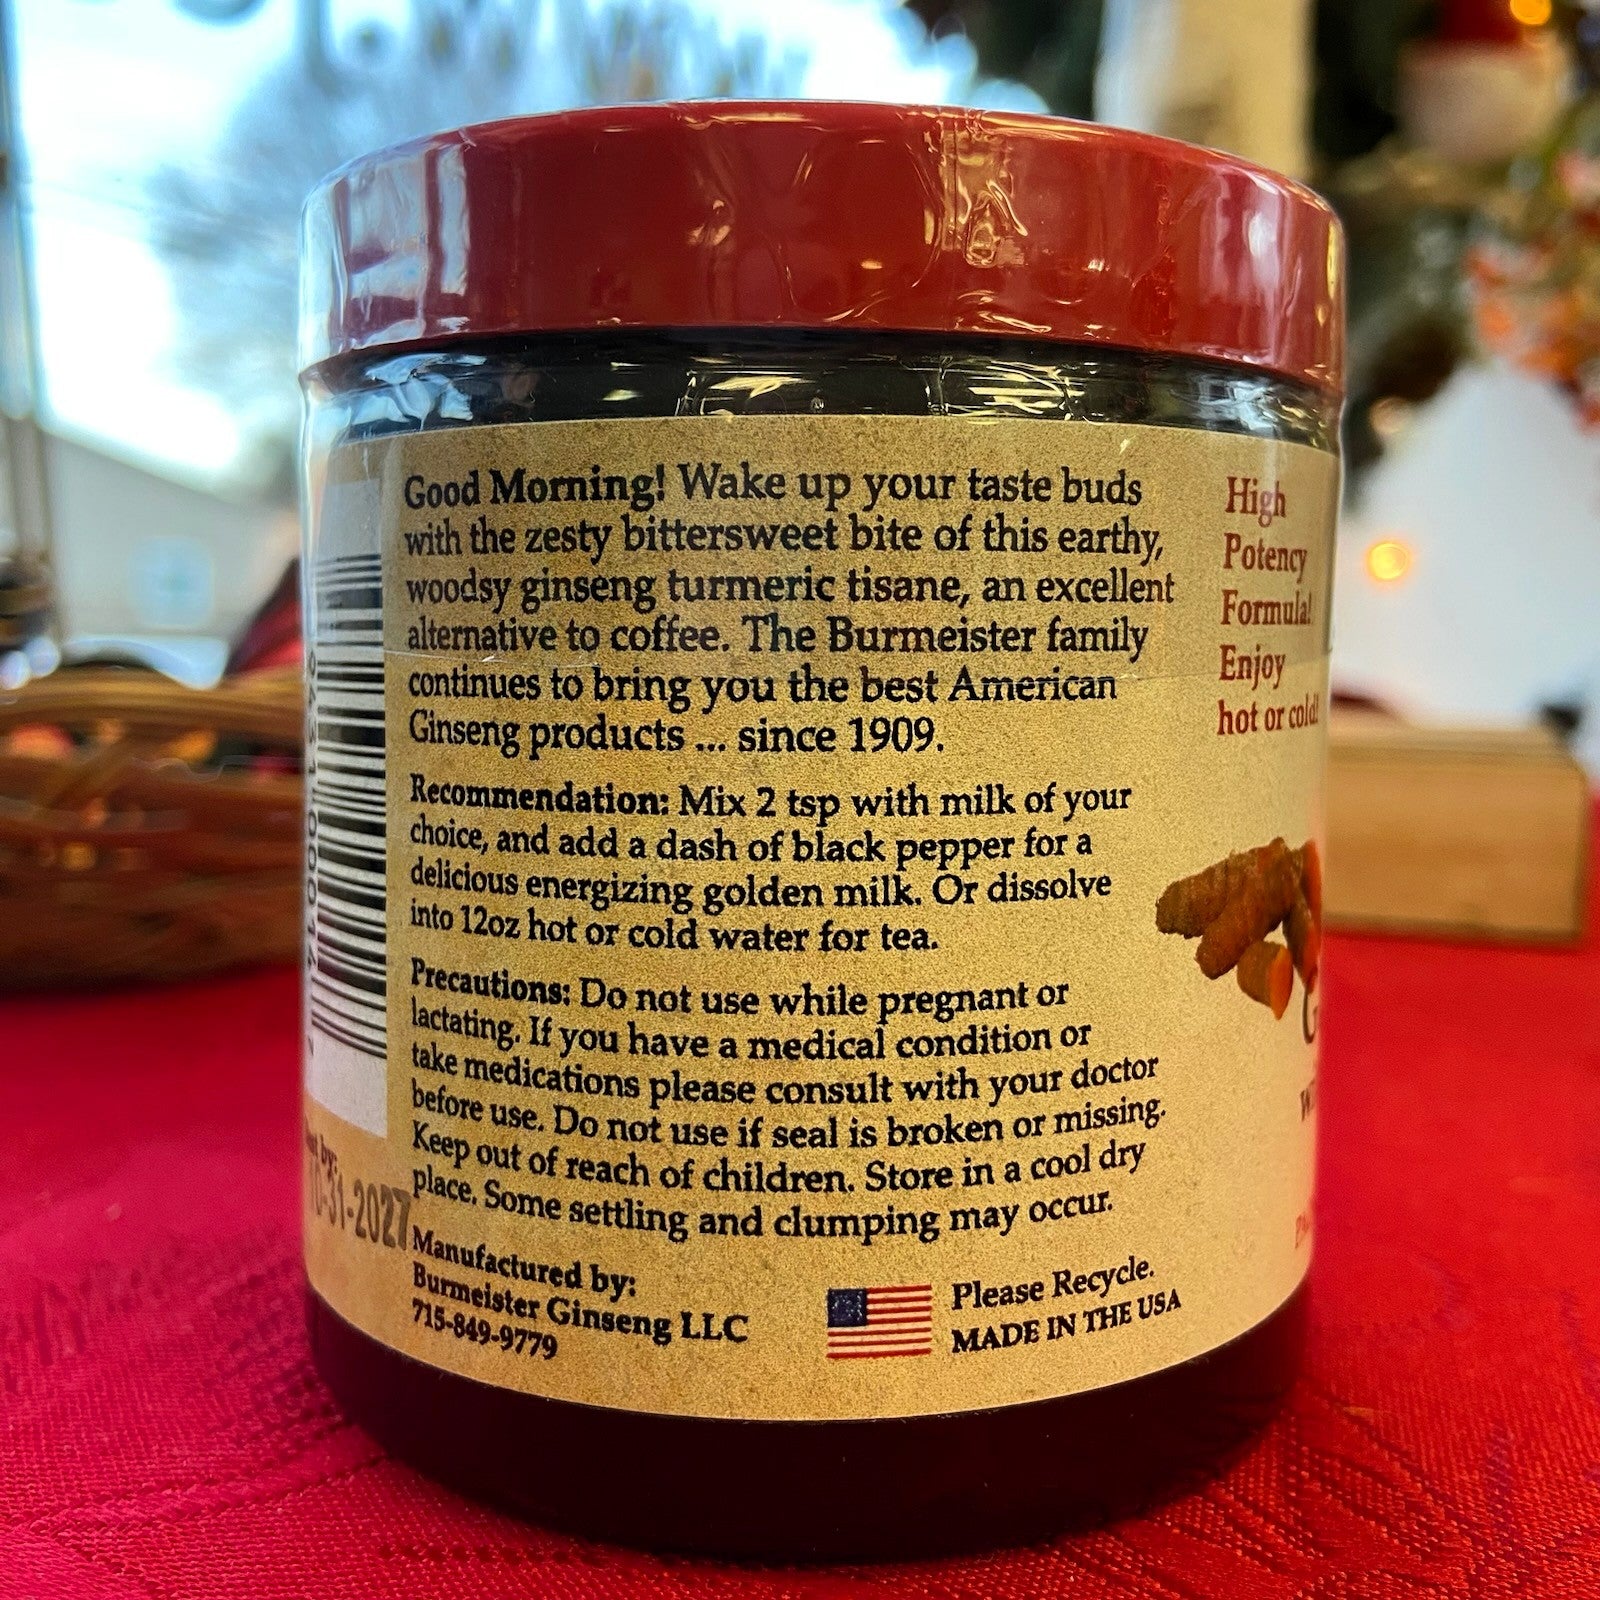 Good Morning! Wake up your taste buds
with the zesty bittersweet bite of this earthy,
woodsy ginseng turmeric tisane, an excellent
alternative to coffee. The Burmeister family
continues to bring you the best American
Ginseng products ... since 1909.
Recommendation: Mix 2 tsp with milk of your
choice, and add a dash of black pepper for a
delicious energizing golden milk. Or dissolve
into 12oz hot or cold water for tea.
Precautions: Do not use while pregnant or
lactating. If you have a medical condition or
take medications please consult with your doctor
before use. Do not use if seal is broken or missing.
Keep out of reach of children. Store in a cool dry
place. Some settling and clumping may occur.
Manufactured by:
Burmeister Ginseng LLC
715-849-9779
Please Recycle.
MADE IN THE USA
High
Potency
Formula!
Enjoy
hot or cold!
by:
10-31-2027